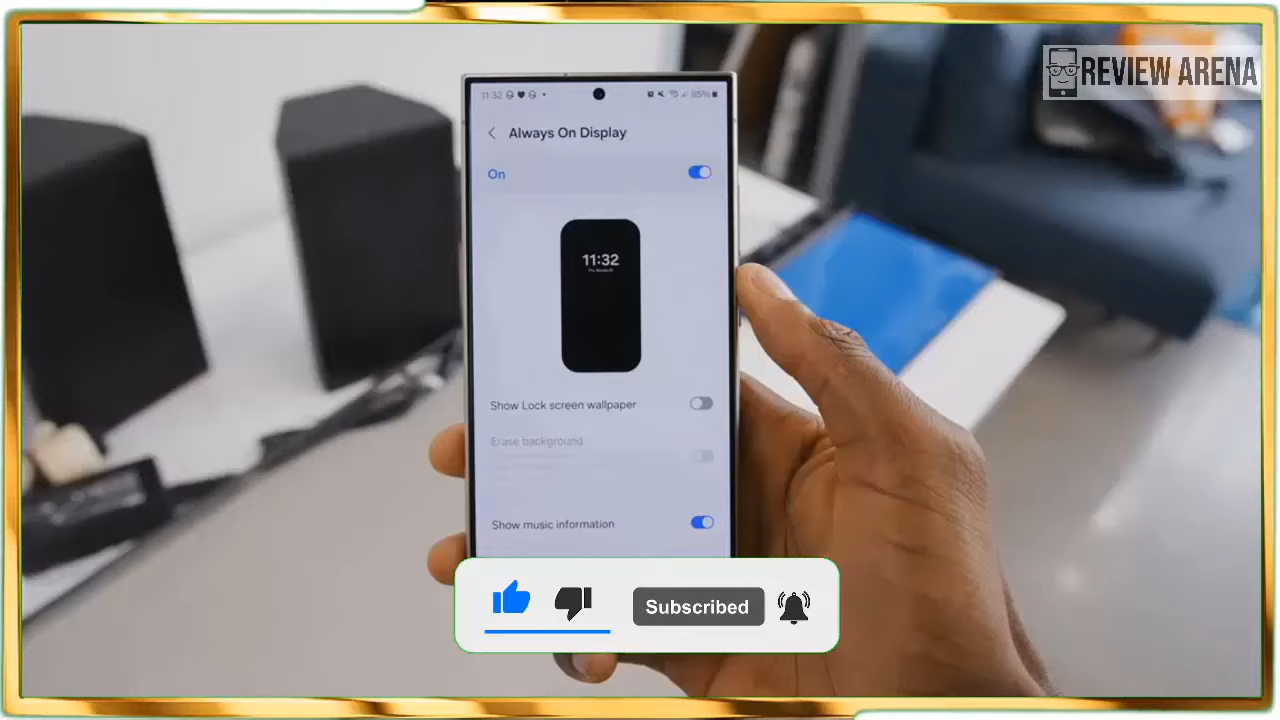 REVIEW ARENA
11:32
85%
Always On Display
On
11:32
Show Lock screen wallpaper
Erase background
Show music information
Subscribed